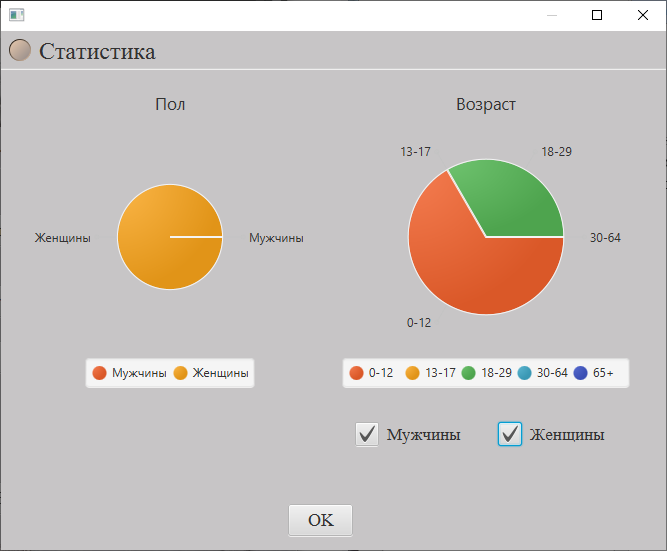 Статистика
Пол
Возраст
Женщины
Мужчины
13-17
18-29
30-64
0-12
Мужчины Женщины
0-12 13-17 18-29 30-64 65+
Мужчины Женщины
OK